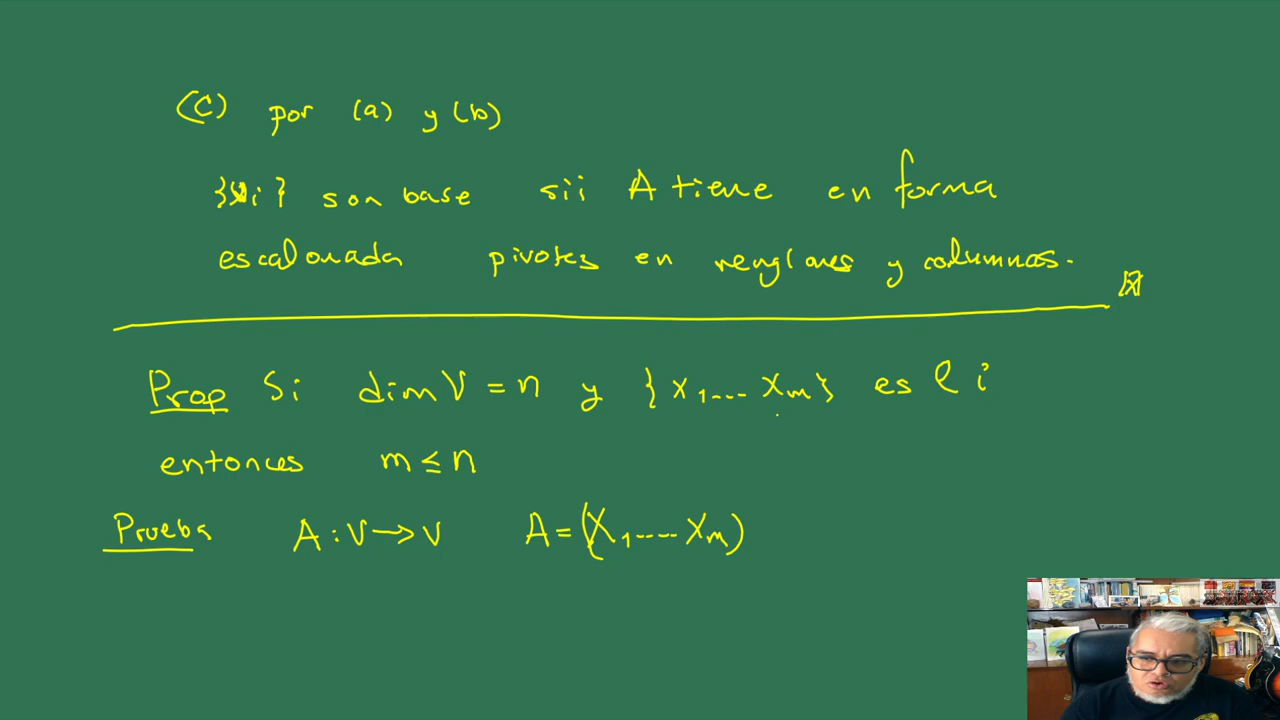 (c) por (a) y (b)
son base sii A tiene en forma
escalonada pivotes en renglones y columnas.
Prop Si dim V = n y {x1,... xm} es l i
entonces m ≤ n
Prueba A : V → V A = (X1,.... Xm)